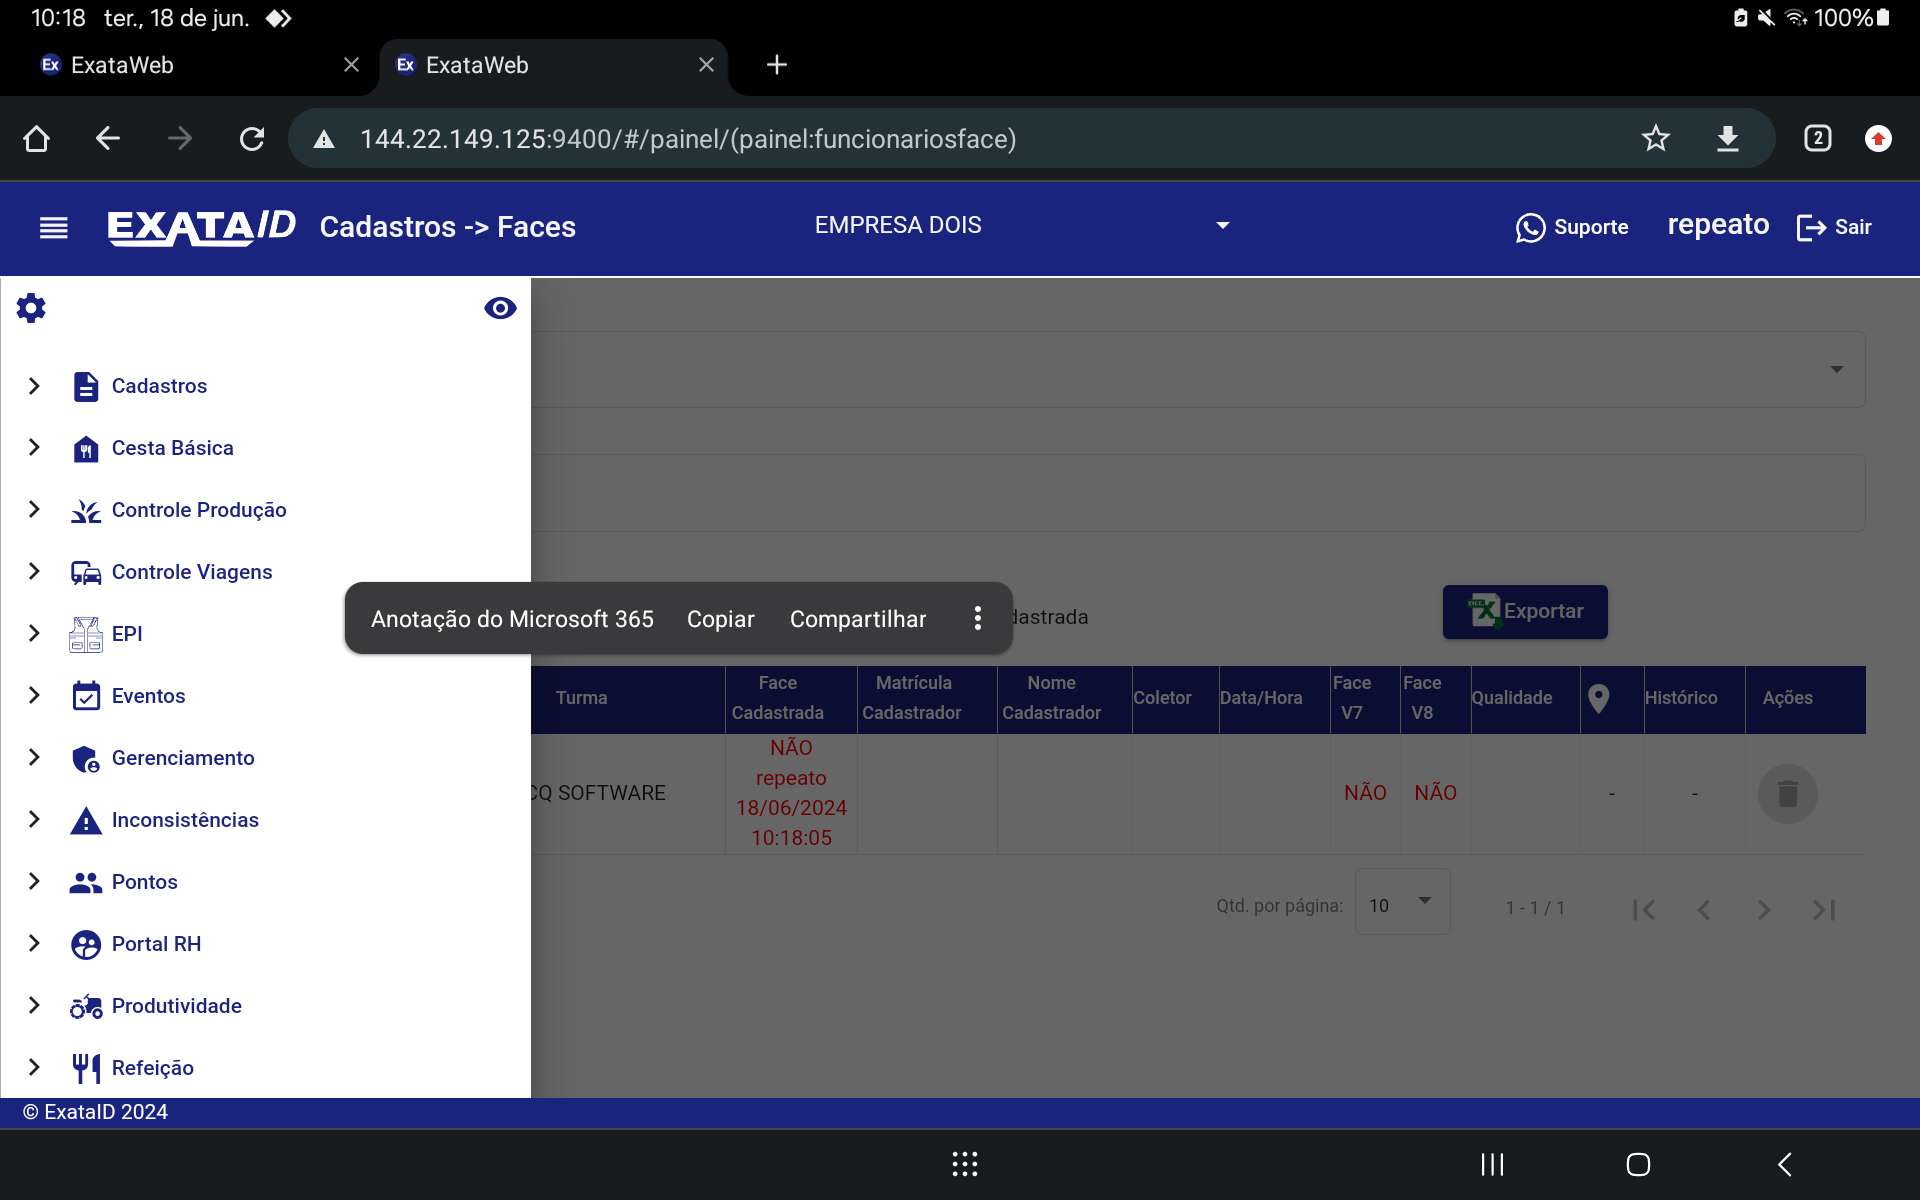 10:18 ter., 18 de jun. 100%
Ex ExataWeb Ex ExataWeb
144.22.149.125:9400/#/painel/(painel:funcionariosface) 2
EXATA ID Cadastros -> Faces EMPRESA DOIS Suporte repeato Sair
Cadastros
Cesta Básica
Controle Produção
Controle Viagens
EPI
Eventos
Gerenciamento
Inconsistências
Pontos
Portal RH
Produtividade
Refeição
Anotação do Microsoft 365 Copiar Compartilhar
dastrada
Exportar
Turma Face Cadastrada Matrícula Cadastrador Nome Cadastrador Coletor Data/Hora Face V7 Face V8 Qualidade Histórico Ações
CQ SOFTWARE
NÃO
repeato
18/06/2024
10:18:05
NÃO NÃO - -
Qtd. por página: 10 1 - 1 / 1
© ExataID 2024